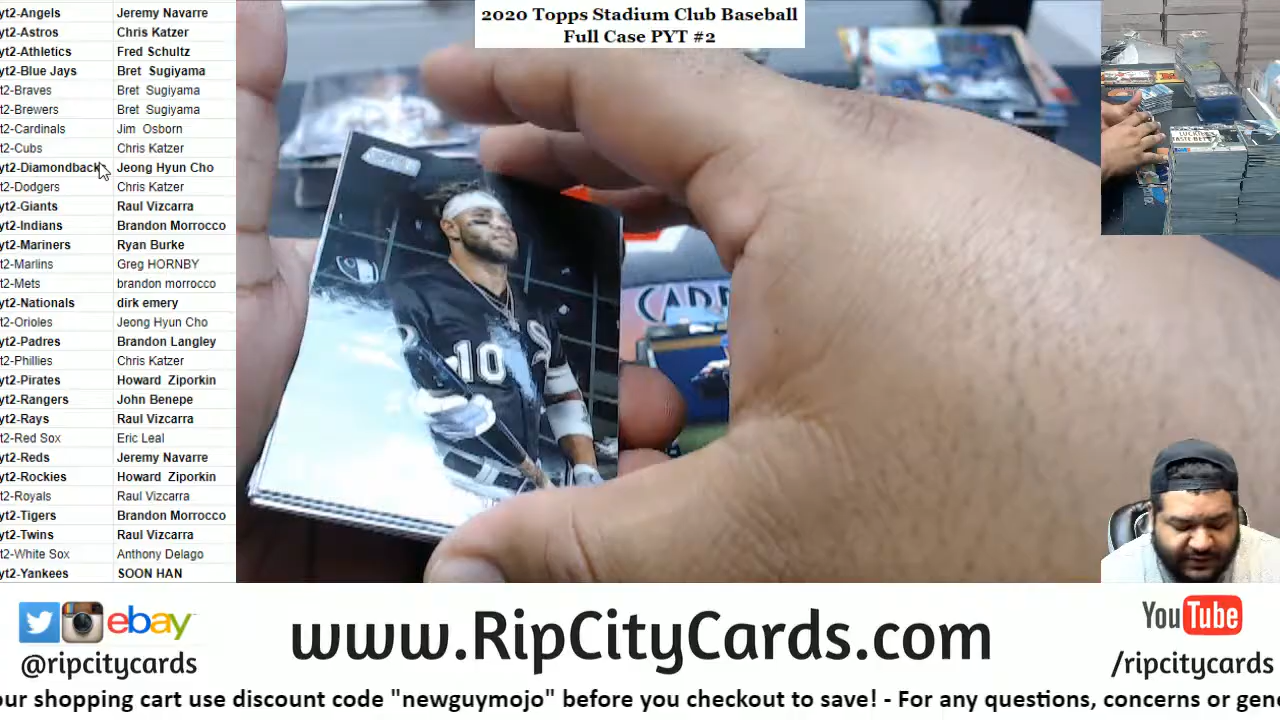 2020 Topps Stadium Club Baseball
Full Case PYT #2
yt2-Angels Jeremy Navarre
yt2-Astros Chris Katzer
yt2-Athletics Fred Schultz
yt2-Blue Jays Bret Sugiyama
t2-Braves Bret Sugiyama
t2-Brewers Bret Sugiyama
t2-Cardinals Jim Osborn
t2-Cubs Chris Katzer
yt2-Diamondback Jeong Hyun Cho
t2-Dodgers Chris Katzer
yt2-Giants Raul Vizcarra
yt2-Indians Brandon Morrocco
yt2-Mariners Ryan Burke
t2-Marlins Greg HORNBY
t2-Mets brandon morrocco
yt2-Nationals dirk emery
t2-Orioles Jeong Hyun Cho
yt2-Padres Brandon Langley
t2-Phillies Chris Katzer
yt2-Pirates Howard Ziporkin
yt2-Rangers John Benepe
yt2-Rays Raul Vizcarra
t2-Red Sox Eric Leal
yt2-Reds Jeremy Navarre
yt2-Rockies Howard Ziporkin
t2-Royals Raul Vizcarra
yt2-Tigers Brandon Morrocco
yt2-Twins Raul Vizcarra
t2-White Sox Anthony Delago
yt2-Yankees SOON HAN
10
CARD
ebay
@ripcitycards
www.RipCityCards.com
YouTube
/ripcitycards
our shopping cart use discount code "newguymojo" before you checkout to save! - For any questions, concerns or gene